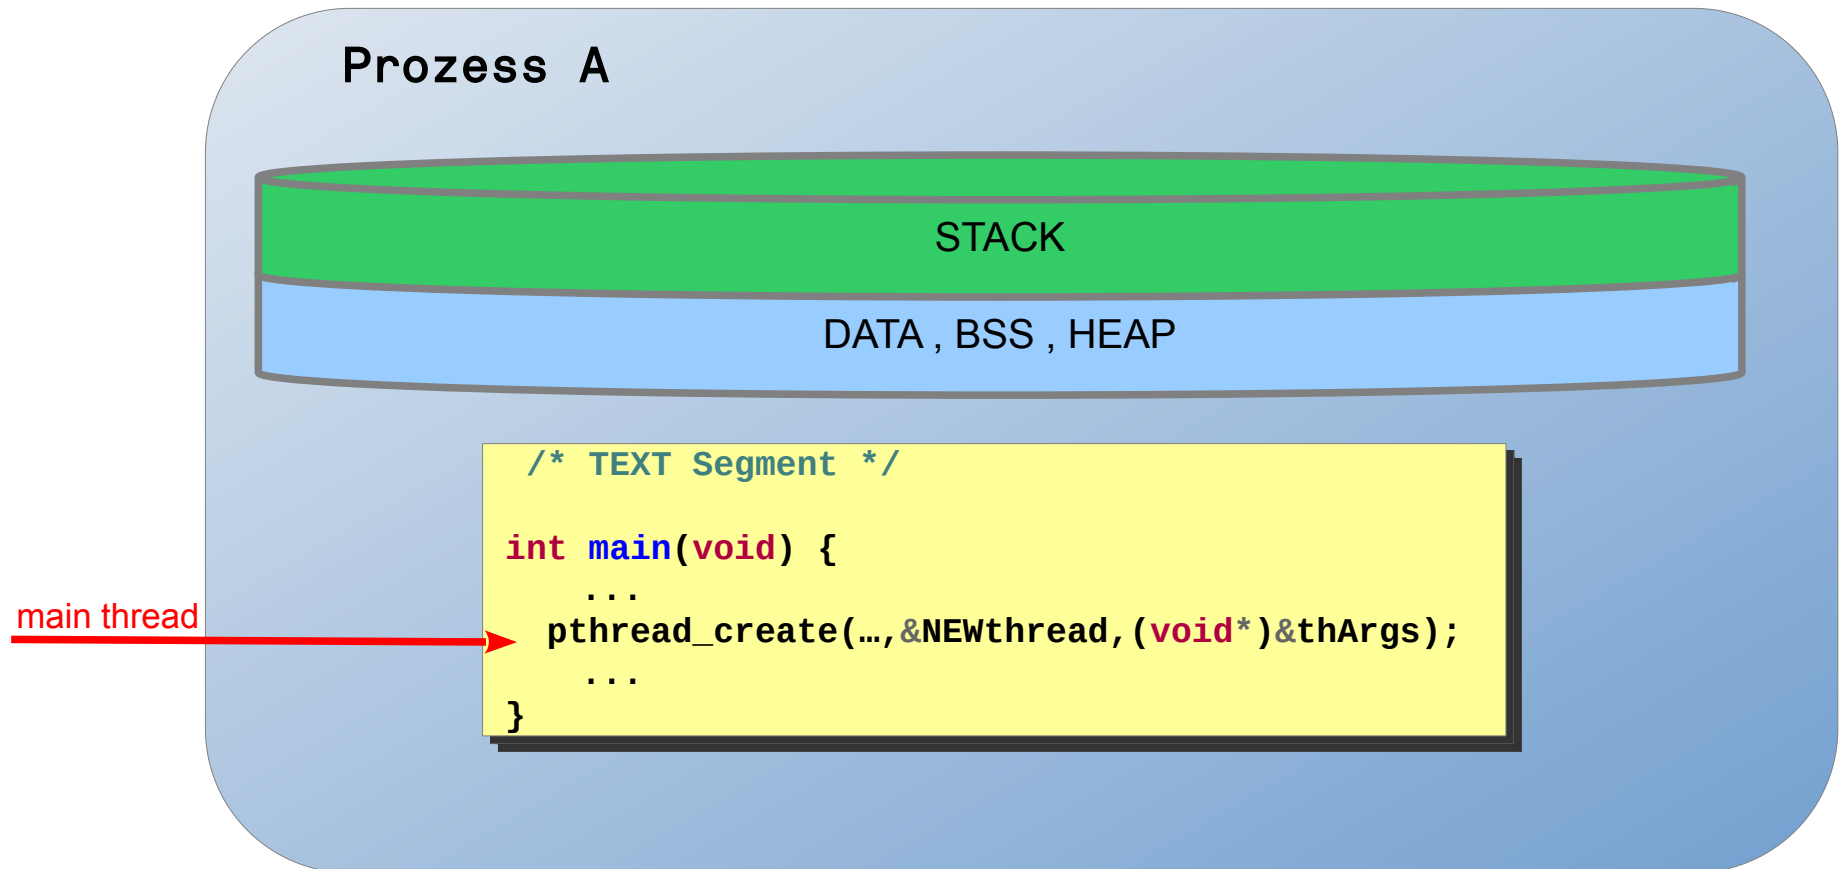 Prozess A
STACK
DATA , BSS , HEAP
/* TEXT Segment */
int main(void) {
...
main thread
pthread_create(…,&NEWthread,(void*)&thArgs);
...
}